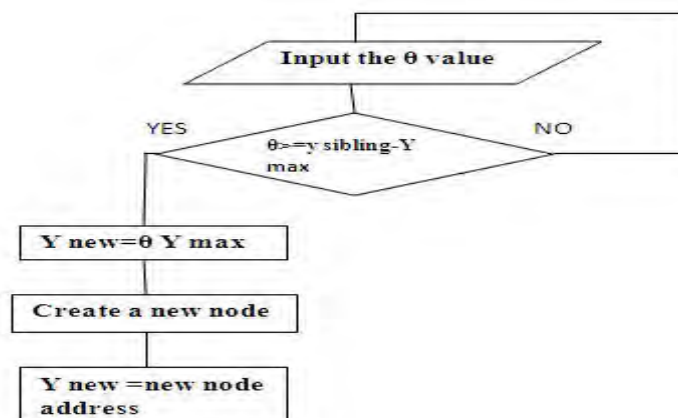 Input the θ value
YES
NO
θ>=y sibling-Y
max
Y new=θ Y max
Create a new node
Y new =new node
address